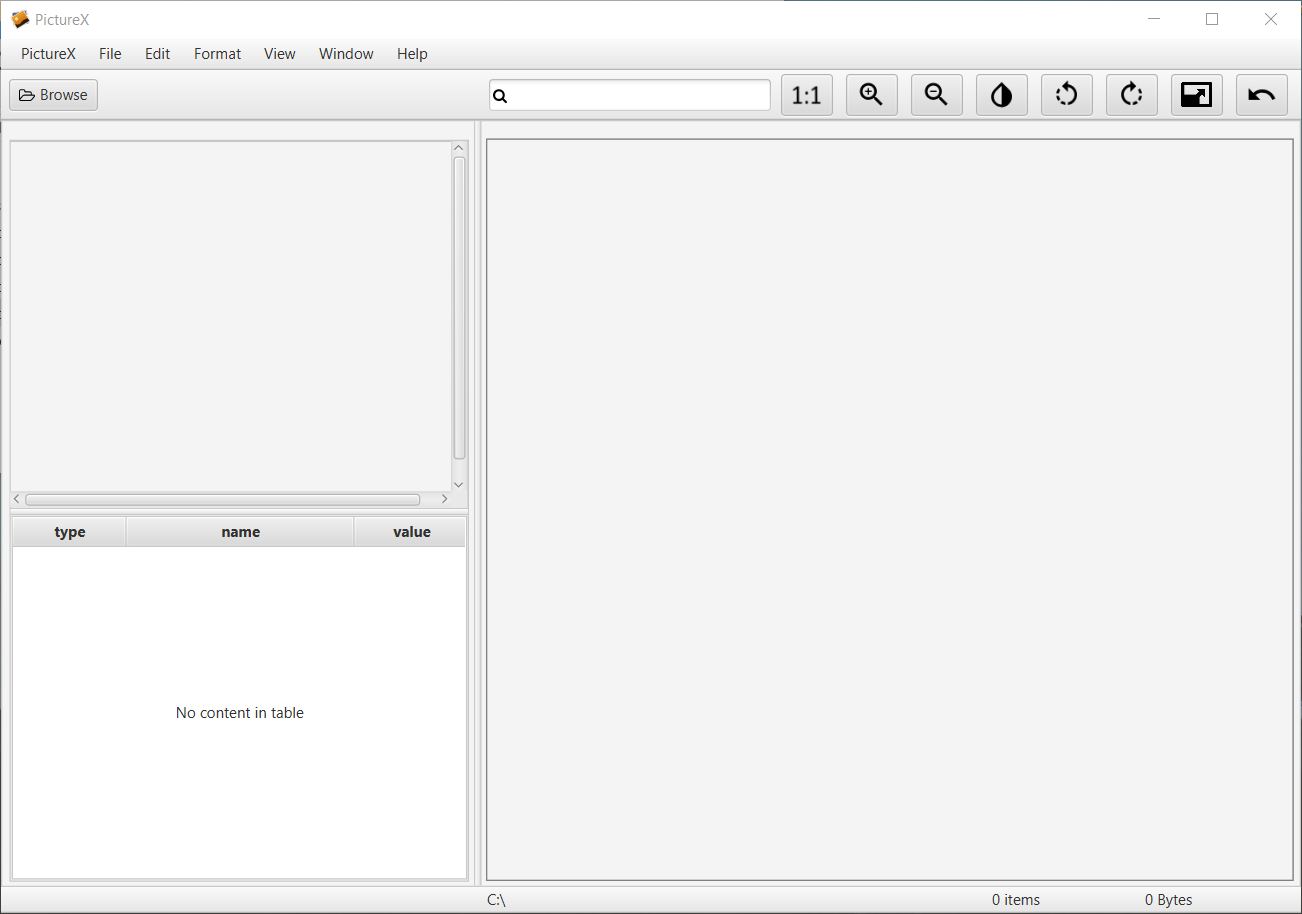 PictureX
PictureX File Edit Format View Window Help
Browse 1:1
type name value
No content in table
C:\ 0 items 0 Bytes